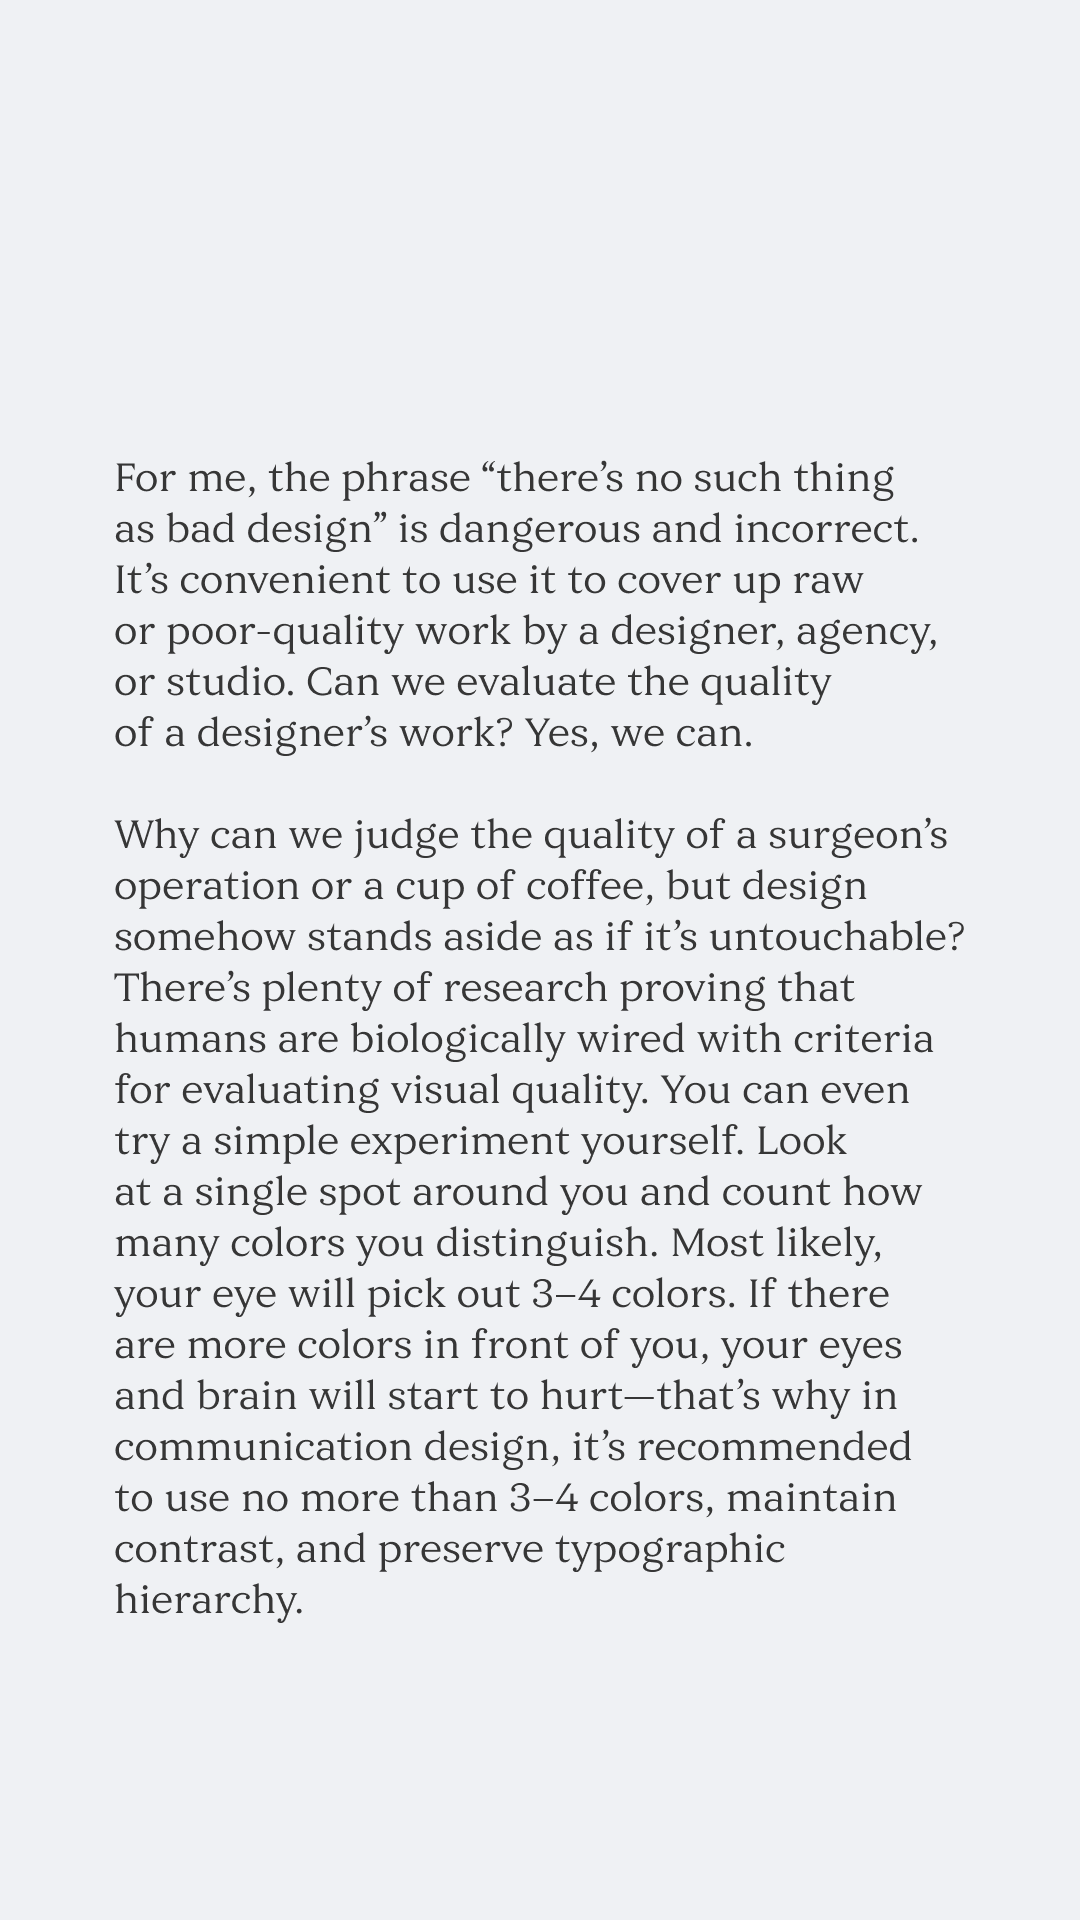 For me, the phrase “there’s no such thing
as bad design” is dangerous and incorrect.
It’s convenient to use it to cover up raw
or poor-quality work by a designer, agency,
or studio. Can we evaluate the quality
of a designer’s work? Yes, we can.

Why can we judge the quality of a surgeon’s
operation or a cup of coffee, but design
somehow stands aside as if it’s untouchable?
There’s plenty of research proving that
humans are biologically wired with criteria
for evaluating visual quality. You can even
try a simple experiment yourself. Look
at a single spot around you and count how
many colors you distinguish. Most likely,
your eye will pick out 3–4 colors. If there
are more colors in front of you, your eyes
and brain will start to hurt—that’s why in
communication design, it’s recommended
to use no more than 3–4 colors, maintain
contrast, and preserve typographic
hierarchy.